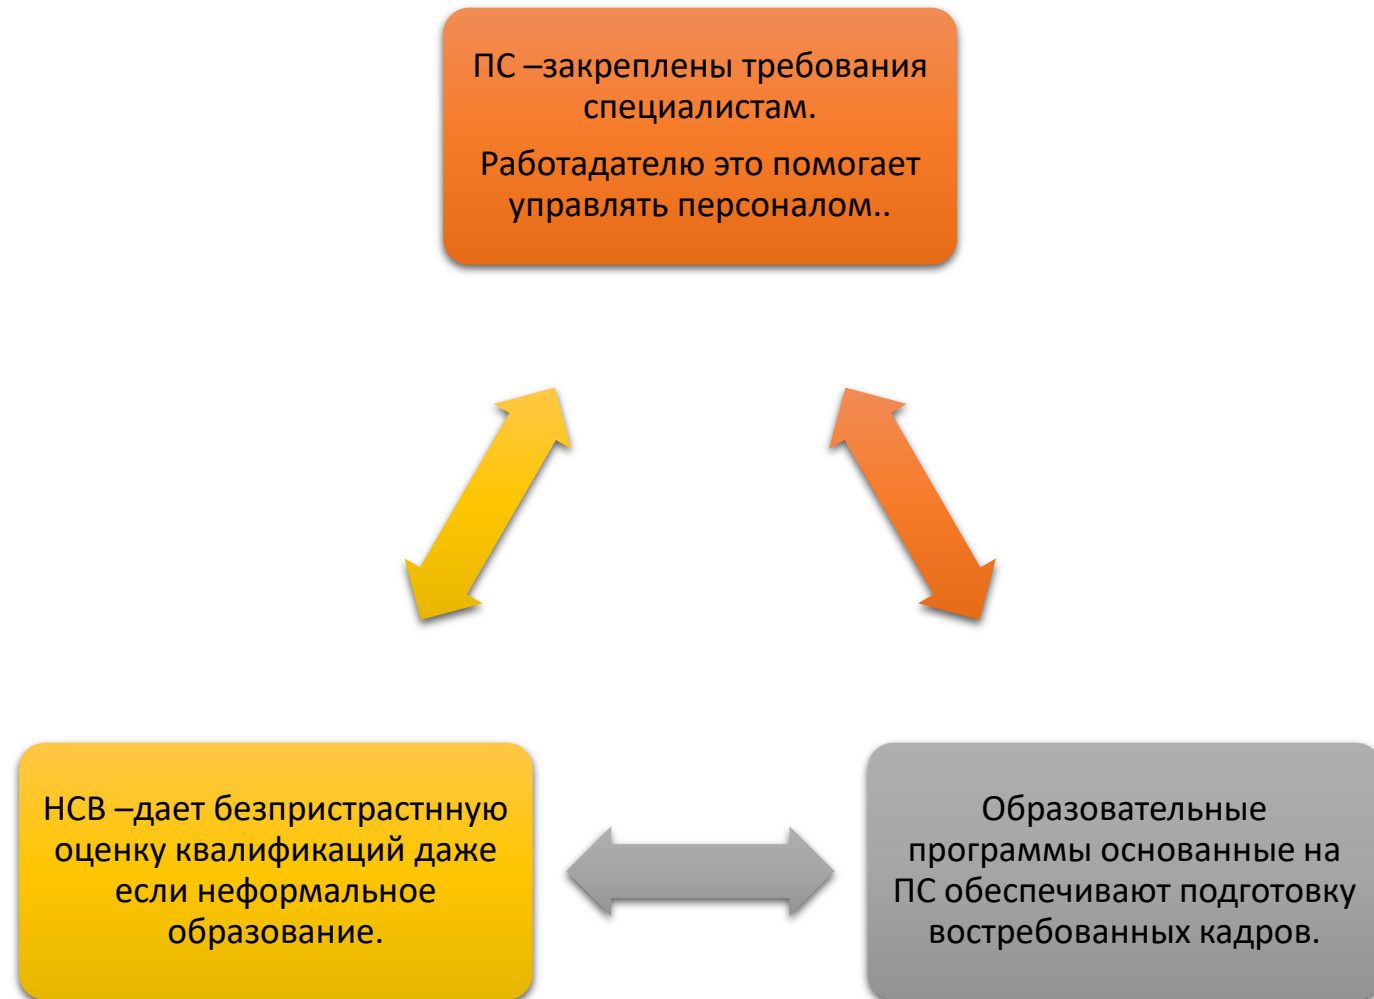 ПС –закреплены требования
специалистам.
Работадателю это помогает
управлять персоналом..
НСВ –дает безпристрастнную
оценку квалификаций даже
если неформальное
образование.
Образовательные
программы основанные на
ПС обеспечивают подготовку
востребованных кадров.